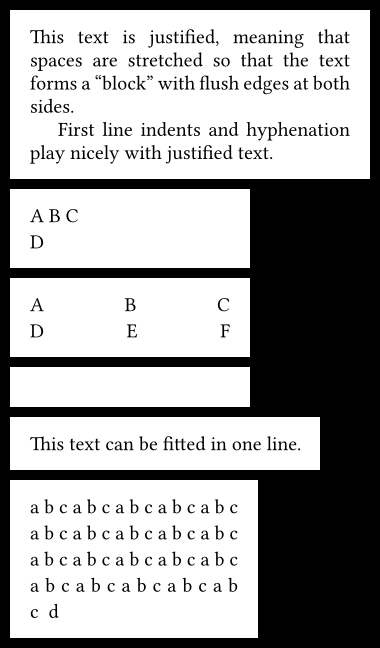 This text is justified, meaning that
spaces are stretched so that the text
forms a “block” with flush edges at both
sides.
First line indents and hyphenation
play nicely with justified text.
A B C
D
A B C
D E F
This text can be fitted in one line.
a b c a b c a b c a b c a b c
a b c a b c a b c a b c a b c
a b c a b c a b c a b c a b c
a b c a b c a b c a b c a b
c d